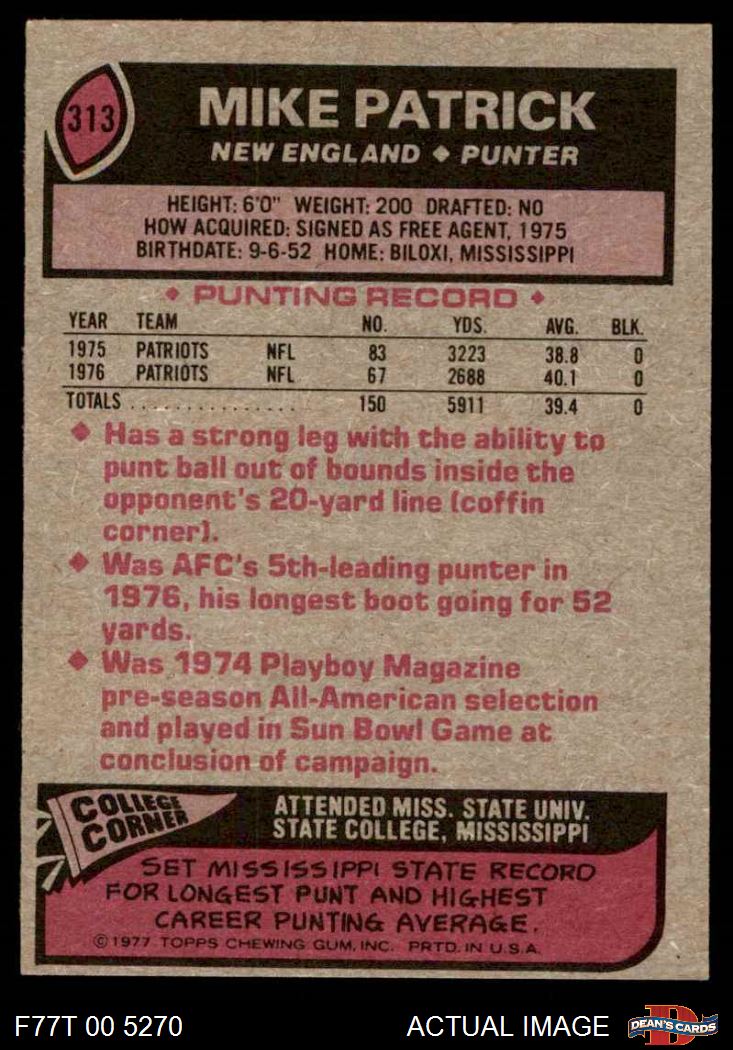 313
MIKE PATRICK
NEW ENGLAND ◆ PUNTER
HEIGHT: 6'0" WEIGHT: 200 DRAFTED: NO
HOW ACQUIRED: SIGNED AS FREE AGENT, 1975
BIRTHDATE: 9-6-52 HOME: BILOXI, MISSISSIPPI
◆ PUNTING RECORD ◆
YEAR TEAM NO. YDS. AVG. BLK.
1975 PATRIOTS NFL 83 3223 38.8 0
1976 PATRIOTS NFL 67 2688 40.1 0
TOTALS ................ 150 5911 39.4 0
◆ Has a strong leg with the ability to
punt ball out of bounds inside the
opponent's 20-yard line (coffin
corner).
◆ Was AFC's 5th-leading punter in
1976, his longest boot going for 52
yards.
◆ Was 1974 Playboy Magazine
pre-season All-American selection
and played in Sun Bowl Game at
conclusion of campaign.
COLLEGE
CORNER
ATTENDED MISS. STATE UNIV.
STATE COLLEGE, MISSISSIPPI
SET MISSISSIPPI STATE RECORD
FOR LONGEST PUNT AND HIGHEST
CAREER PUNTING AVERAGE.
©1977 TOPPS CHEWING GUM, INC. PRTD. IN U.S.A.
F77T 00 5270
ACTUAL IMAGE
D
DEAN'S CARDS